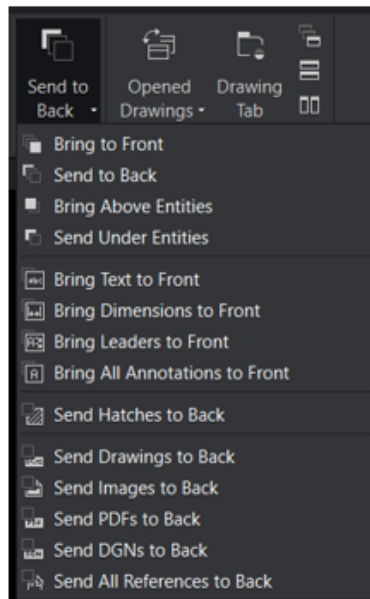 Send to Back
Opened Drawings
Drawing Tab
Bring to Front
Send to Back
Bring Above Entities
Send Under Entities
Bring Text to Front
Bring Dimensions to Front
Bring Leaders to Front
Bring All Annotations to Front
Send Hatches to Back
Send Drawings to Back
Send Images to Back
Send PDFs to Back
Send DGNs to Back
Send All References to Back